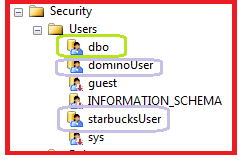 Security
Users
dbo
dominoUser
guest
INFORMATION_SCHEMA
starbucksUser
sys